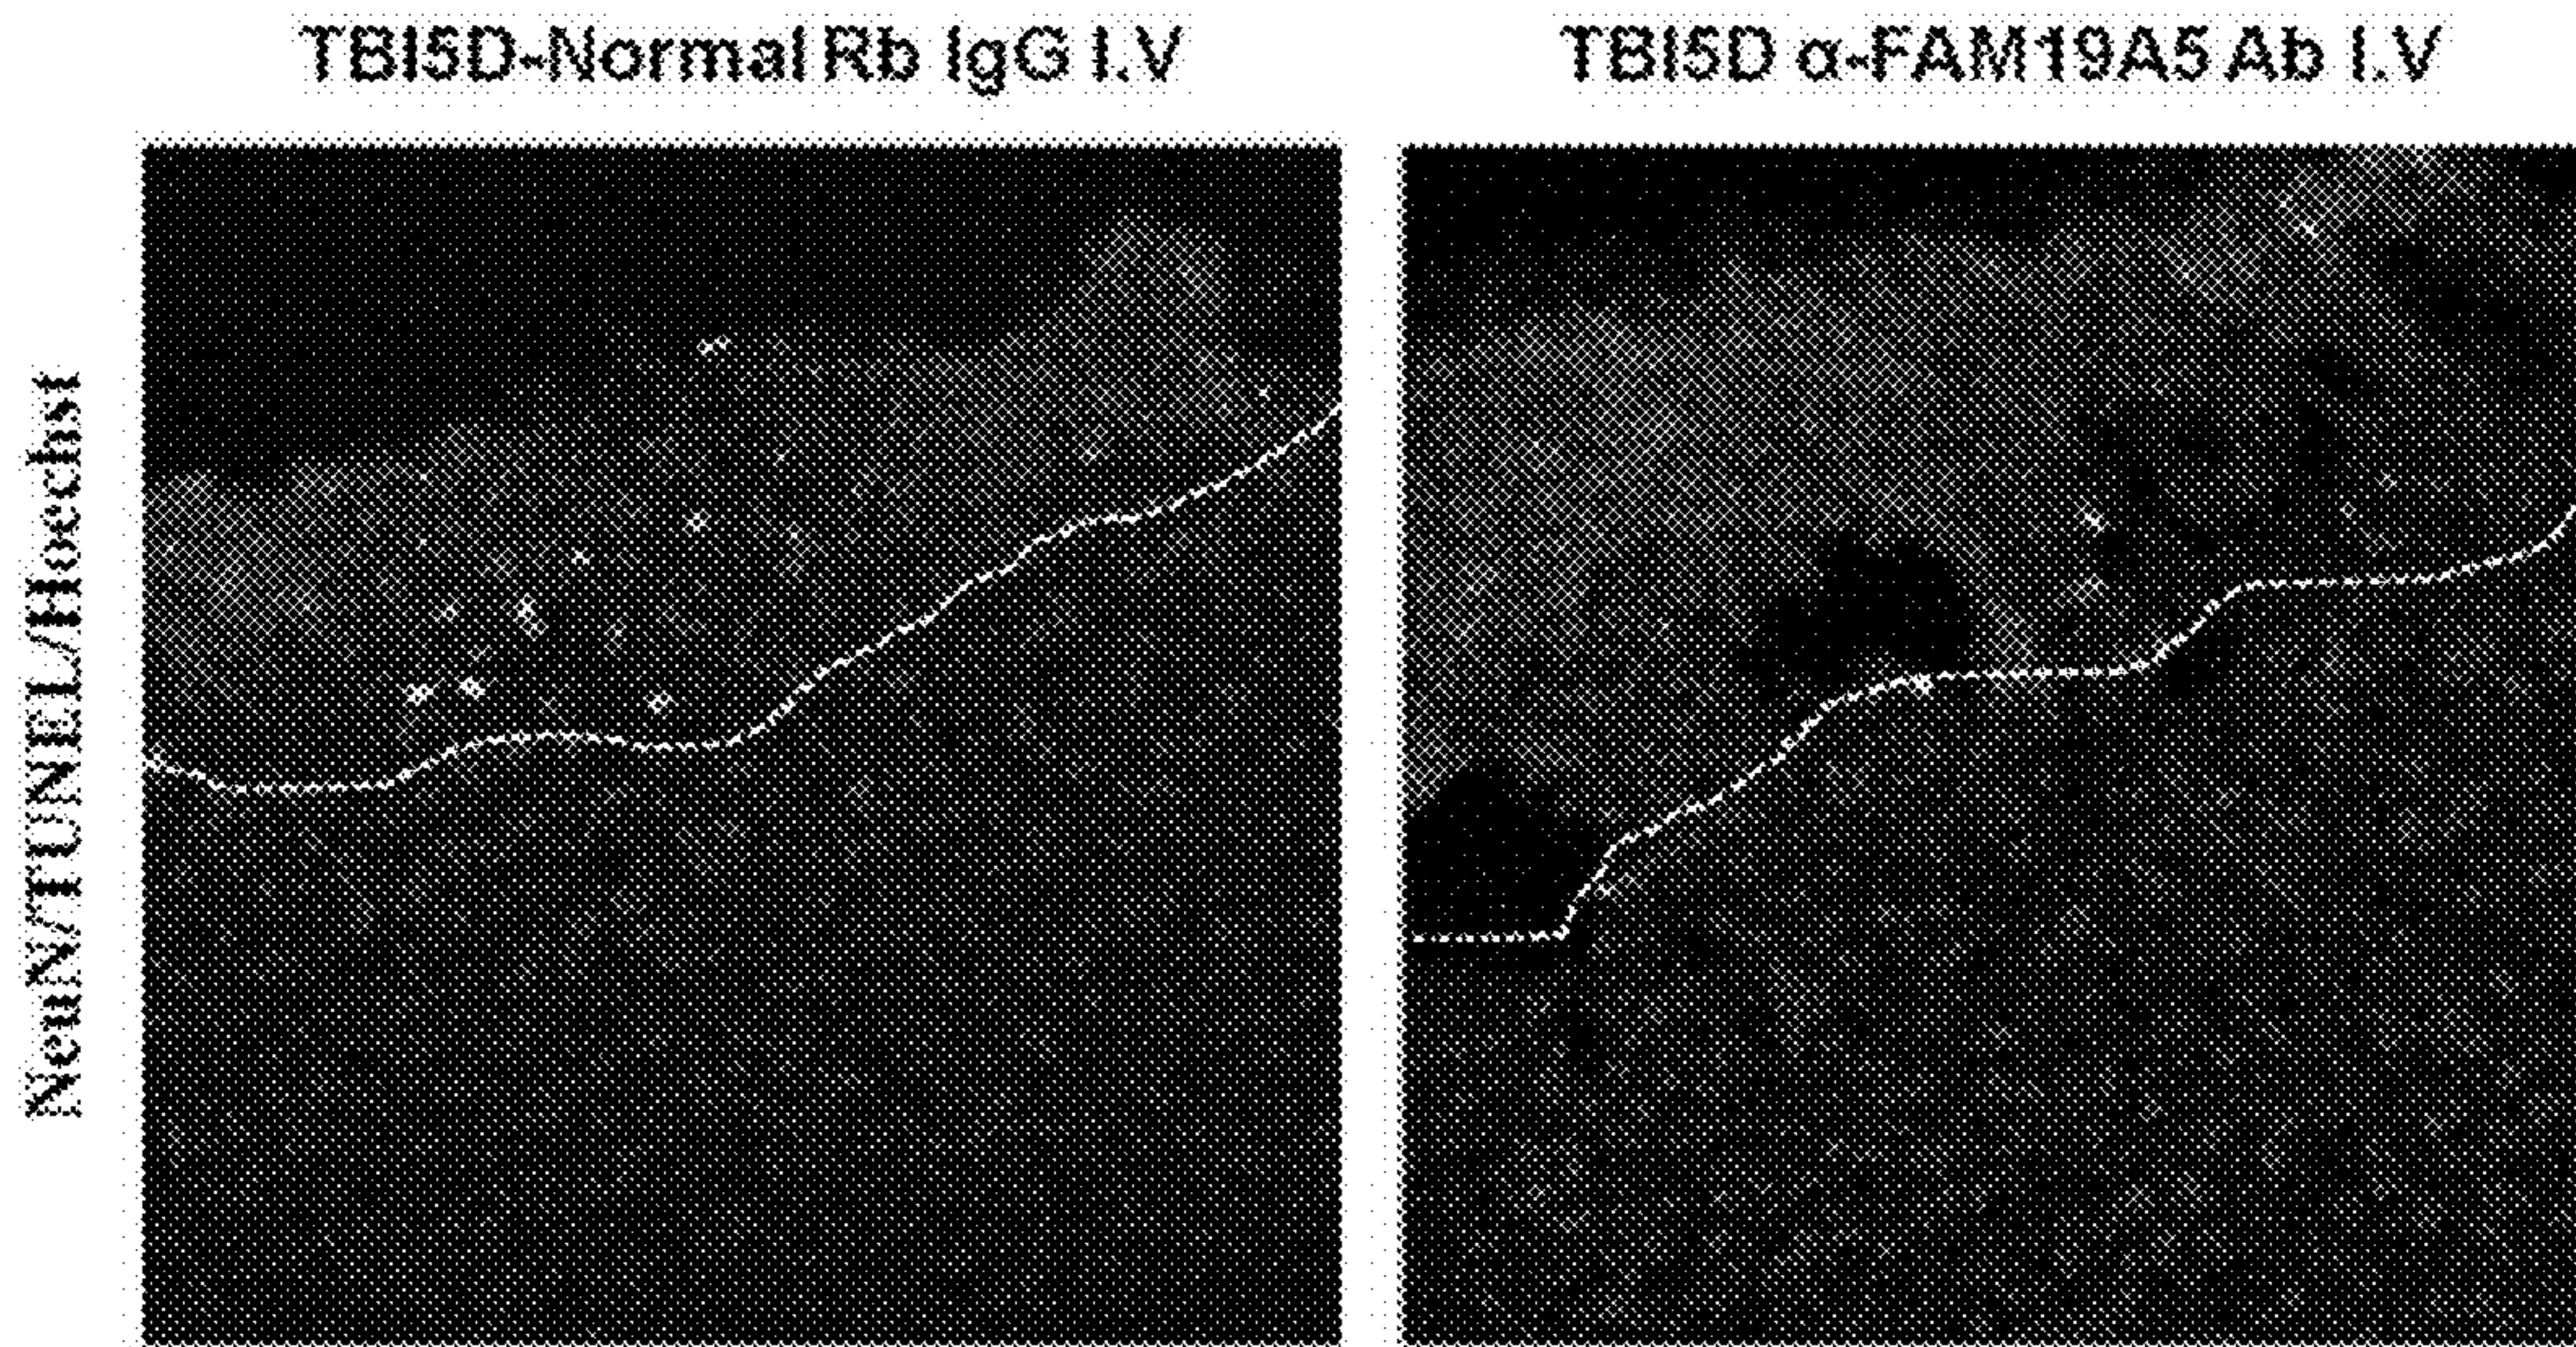 TBI5D-Normal Rb IgG I.V
TBI5D α-FAM19A5 Ab I.V
NeuN/TUNEL/Hoechst